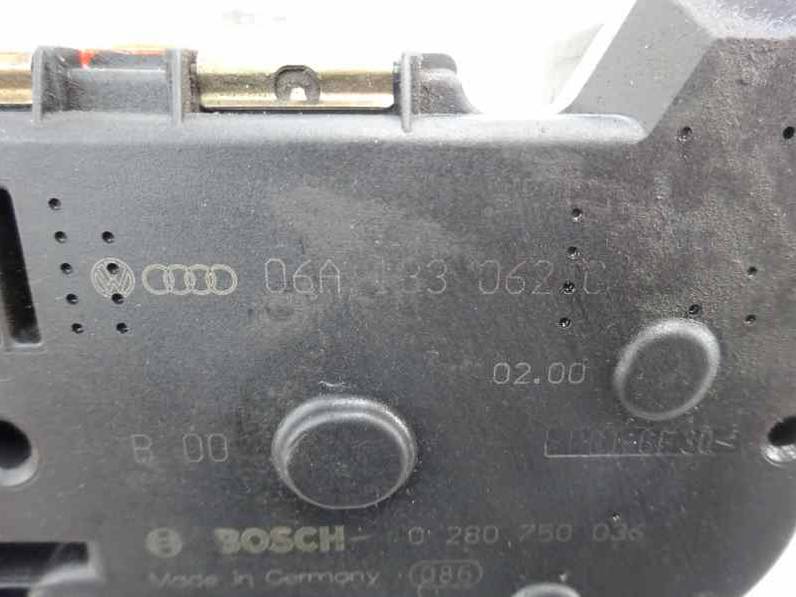 06A 133 062 C
02.00
B 00
BOSCH 0 280 750 036
Made in Germany 086